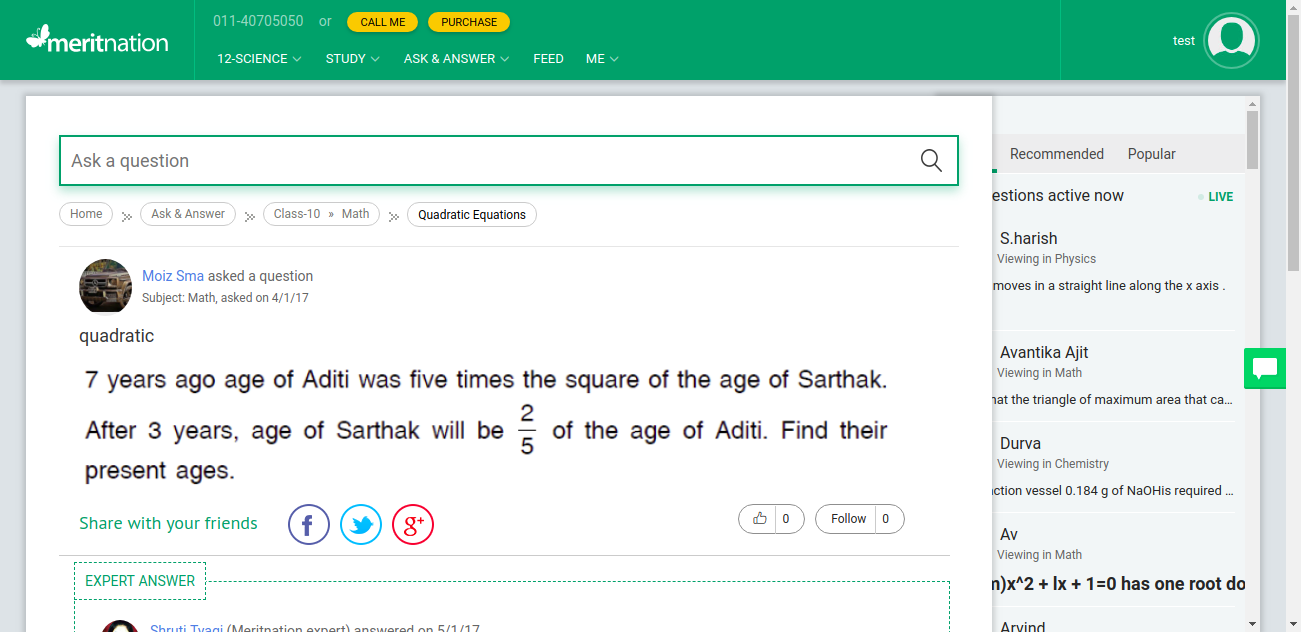 011-40705050 or CALL ME PURCHASE
meritnation
12-SCIENCE STUDY ASK & ANSWER FEED ME
test
Ask a question
Home Ask & Answer Class-10 » Math Quadratic Equations
Moiz Sma asked a question
Subject: Math, asked on 4/1/17
quadratic
7 years ago age of Aditi was five times the square of the age of Sarthak.
After 3 years, age of Sarthak will be 2/5 of the age of Aditi. Find their
present ages.
Share with your friends
f g+ 0 Follow 0
EXPERT ANSWER
Shruti Tyagi (Meritnation expert) answered on 5/1/17
Recommended Popular
estions active now LIVE
S.harish
Viewing in Physics
moves in a straight line along the x axis .
Avantika Ajit
Viewing in Math
hat the triangle of maximum area that ca...
Durva
Viewing in Chemistry
ction vessel 0.184 g of NaOHis required ...
Av
Viewing in Math
n)x^2 + lx + 1=0 has one root do
Arvind